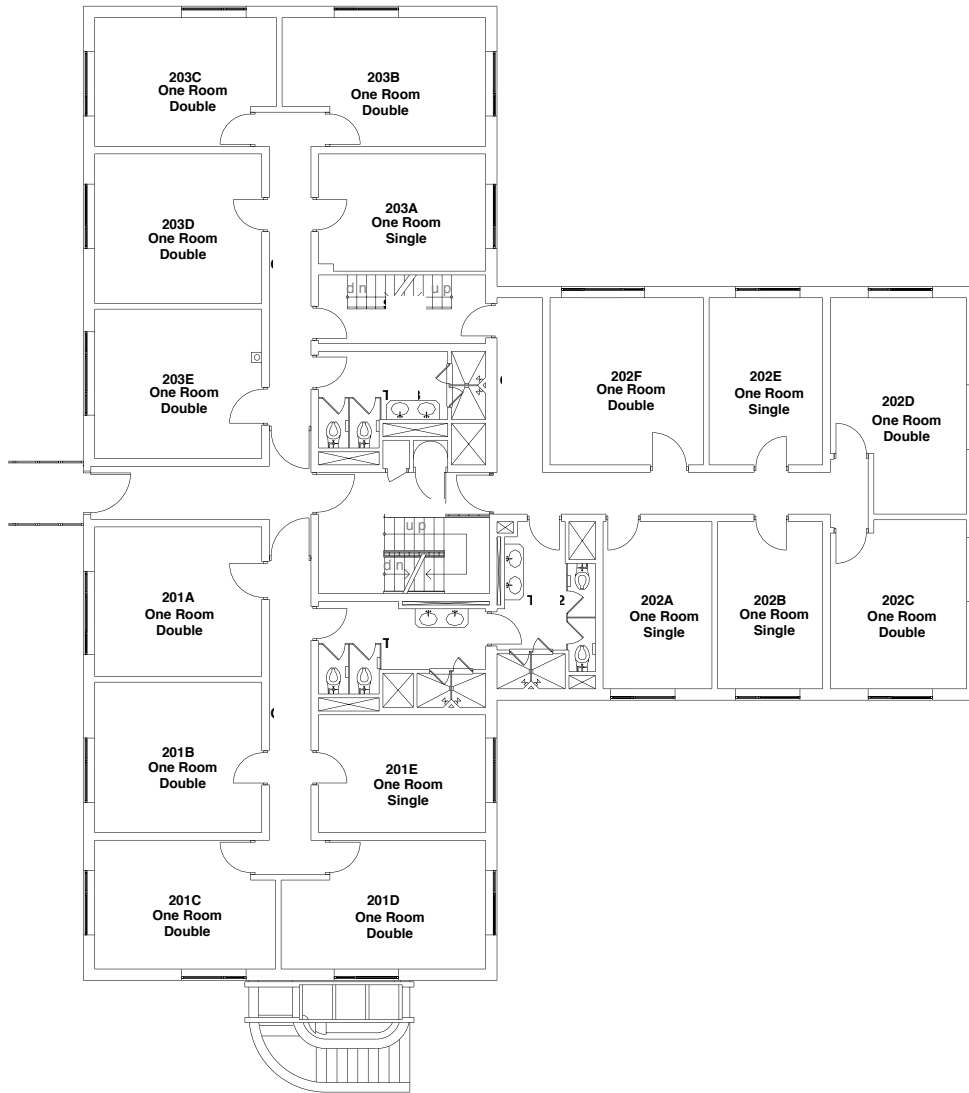 203C
One Room
Double
203B
One Room
Double
203D
One Room
Double
203A
One Room
Single
dn
up
203E
One Room
Double
202F
One Room
Double
202E
One Room
Single
202D
One Room
Double
up
dn
201A
One Room
Double
202A
One Room
Single
202B
One Room
Single
202C
One Room
Double
201B
One Room
Double
201E
One Room
Single
201C
One Room
Double
201D
One Room
Double